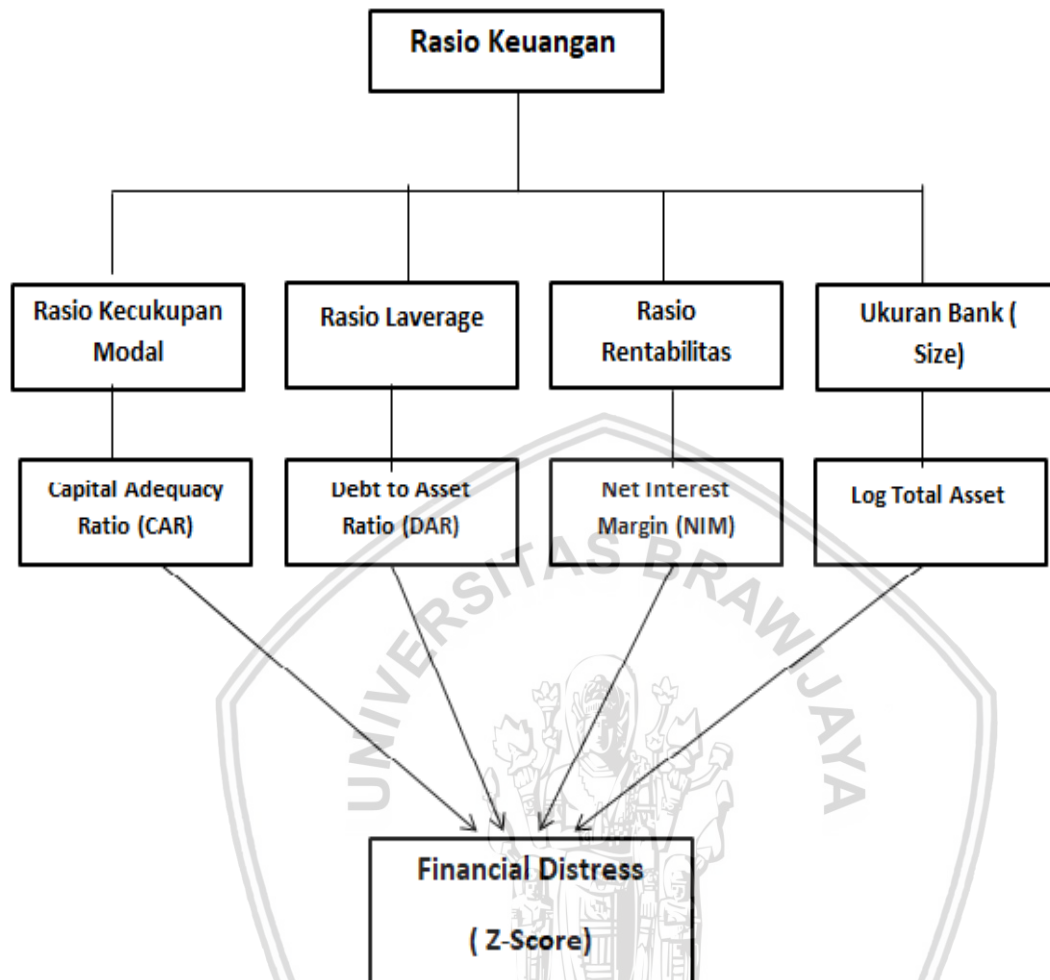 Rasio Keuangan
Rasio Kecukupan
Modal
Rasio Laverage
Rasio
Rentabilitas
Ukuran Bank (
Size)
Capital Adequacy
Ratio (CAR)
Debt to Asset
Ratio (DAR)
Net Interest
Margin (NIM)
Log Total Asset
UNIVERSITAS BRAWIJAYA
Financial Distress
( Z-Score)